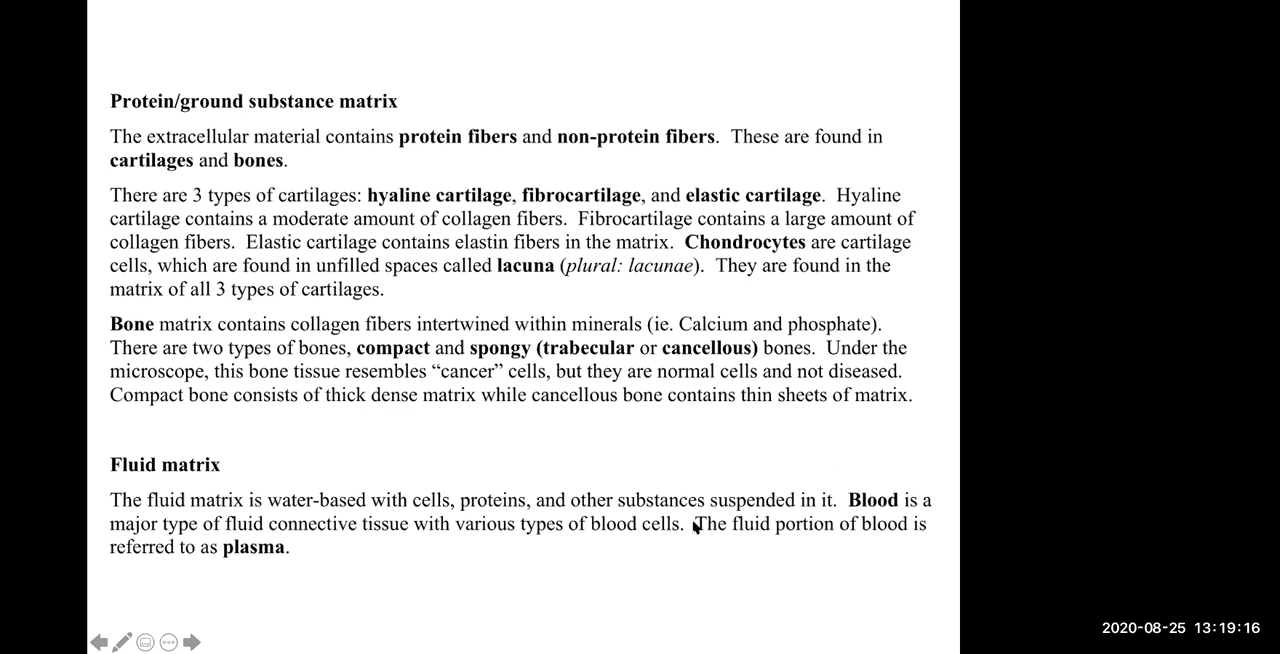 Protein/ground substance matrix
The extracellular material contains protein fibers and non-protein fibers.  These are found in
cartilages and bones.
There are 3 types of cartilages: hyaline cartilage, fibrocartilage, and elastic cartilage.  Hyaline
cartilage contains a moderate amount of collagen fibers.  Fibrocartilage contains a large amount of
collagen fibers.  Elastic cartilage contains elastin fibers in the matrix.  Chondrocytes are cartilage
cells, which are found in unfilled spaces called lacuna (plural: lacunae).  They are found in the
matrix of all 3 types of cartilages.
Bone matrix contains collagen fibers intertwined within minerals (ie. Calcium and phosphate).
There are two types of bones, compact and spongy (trabecular or cancellous) bones.  Under the
microscope, this bone tissue resembles “cancer” cells, but they are normal cells and not diseased.
Compact bone consists of thick dense matrix while cancellous bone contains thin sheets of matrix.
Fluid matrix
The fluid matrix is water-based with cells, proteins, and other substances suspended in it.  Blood is a
major type of fluid connective tissue with various types of blood cells.  The fluid portion of blood is
referred to as plasma.
2020-08-25 13:19:16